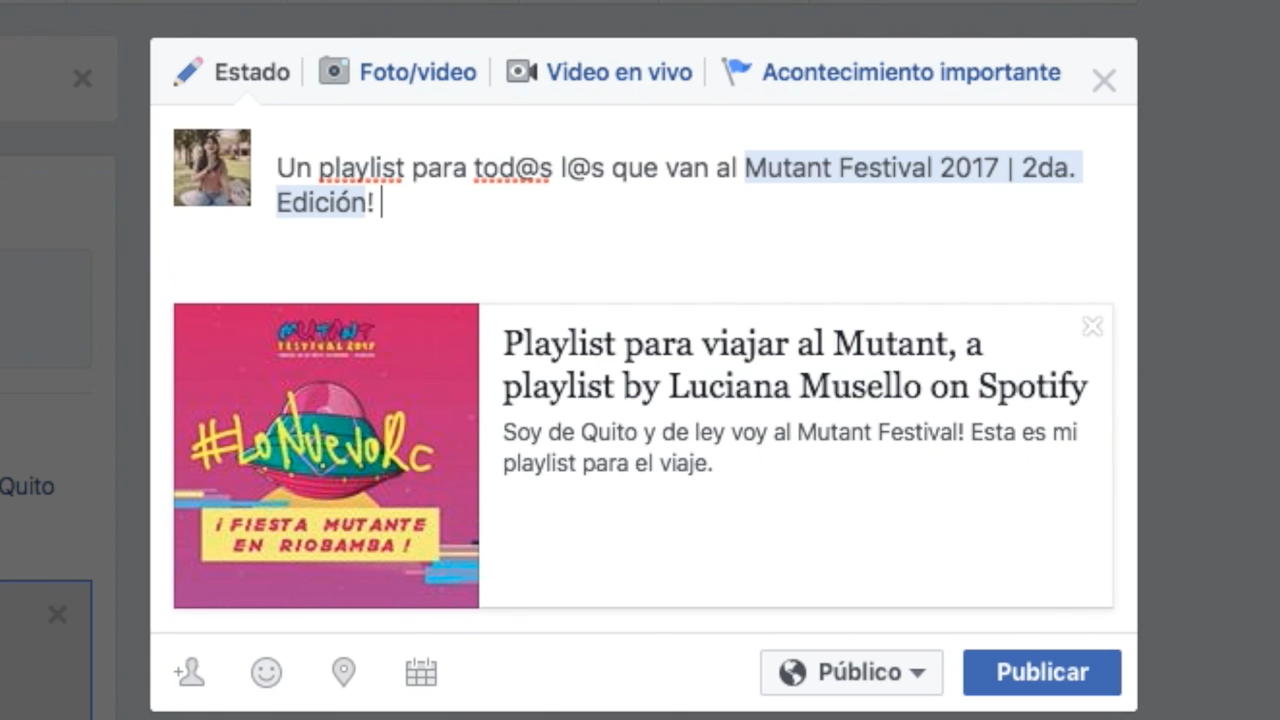 Estado
Foto/video
Video en vivo
Acontecimiento importante
Un playlist para tod@s l@s que van al Mutant Festival 2017 | 2da.
Edición!
MUTANT
FESTIVAL 2017
#LoNuevoRc
¡FIESTA MUTANTE
EN RIOBAMBA!
Playlist para viajar al Mutant, a
playlist by Luciana Musello on Spotify
Soy de Quito y de ley voy al Mutant Festival! Esta es mi
playlist para el viaje.
Quito
Público
Publicar